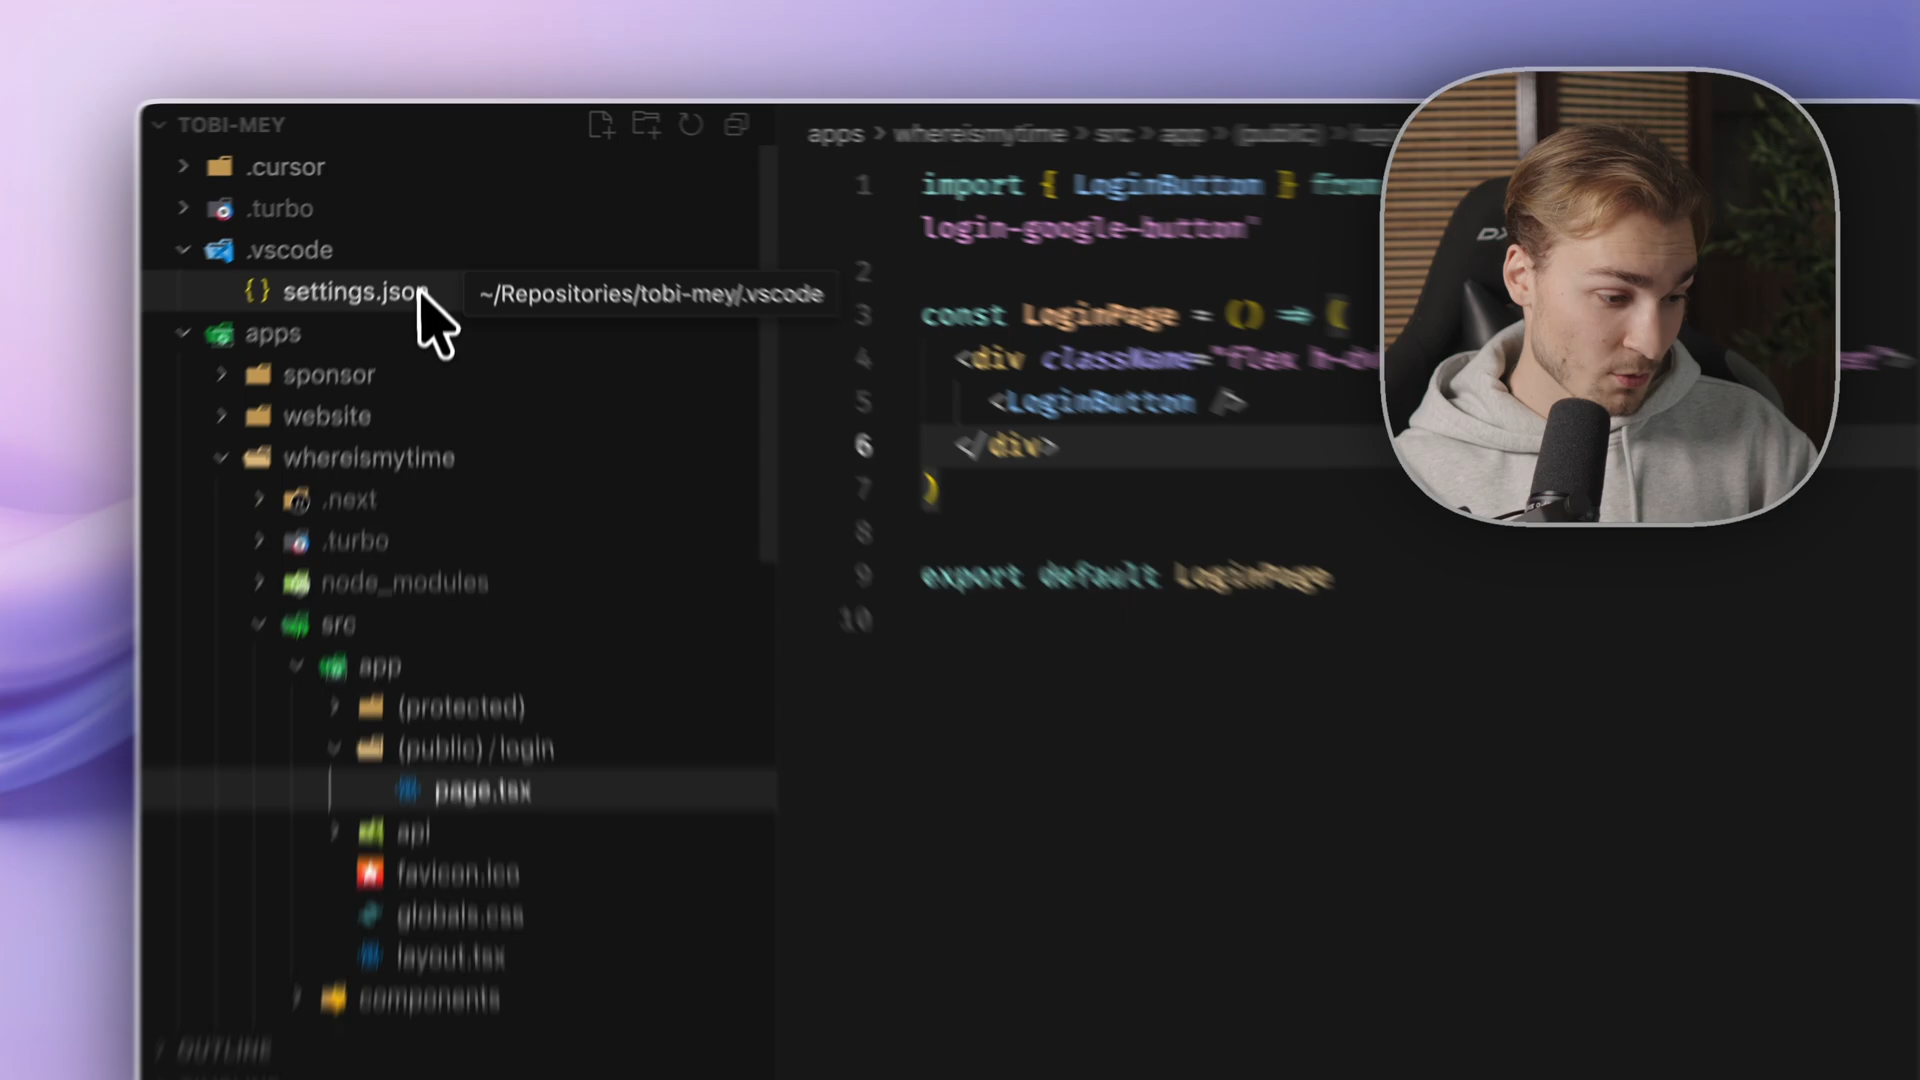 TOBI-MEY
.cursor
.turbo
.vscode
settings.json
~/Repositories/tobi-mey/.vscode
apps
sponsor
website
whereismytime
.next
.turbo
node_modules
src
app
(protected)
(public)/login
page.tsx
api
favicon.ico
globals.css
layout.tsx
components
OUTLINE
apps > whereismytime > src > app > (public) >
1 import { LoginButton } from
login-google-button"
2
3 const LoginPage = () => (
4 <div className="flex
5 <LoginButton />
6 </div>
7 )
8
9 export default LoginPage
10